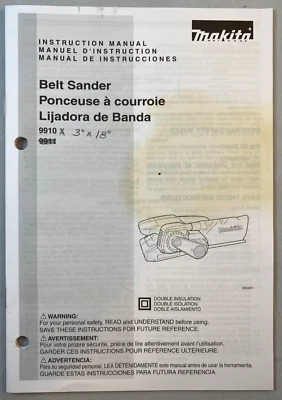 INSTRUCTION MANUAL
MANUEL D'INSTRUCTION
MANUAL DE INSTRUCCIONES
makita
Belt Sander
Ponceuse à courroie
Lijadora de Banda
9910 X 3" x 18"
9911
makita
DOUBLE INSULATION
DOUBLE ISOLATION
DOBLE AISLAMIENTO
⚠ WARNING:
For your personal safety, READ and UNDERSTAND before using.
SAVE THESE INSTRUCTIONS FOR FUTURE REFERENCE.
⚠ AVERTISSEMENT:
Pour votre propre sécurité, prière de lire attentivement avant l'utilisation.
GARDER CES INSTRUCTIONS POUR RÉFÉRENCE ULTÉRIEURE.
⚠ ADVERTENCIA:
Para su seguridad personal, LEA DETENIDAMENTE este manual antes de usar la herramienta.
GUARDE ESTAS INSTRUCCIONES PARA FUTURA REFERENCIA.